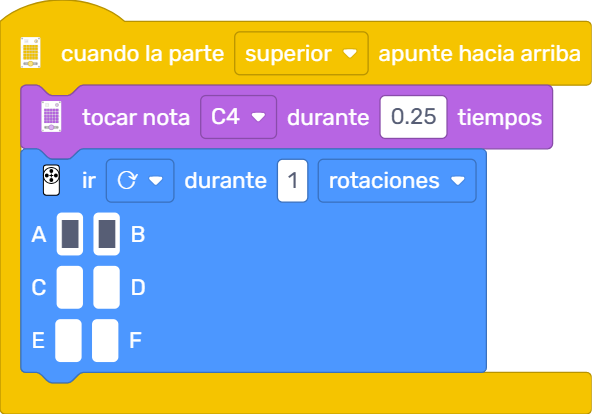 cuando la parte superior apunte hacia arriba
tocar nota C4 durante 0.25 tiempos
ir durante 1 rotaciones
A B
C D
E F